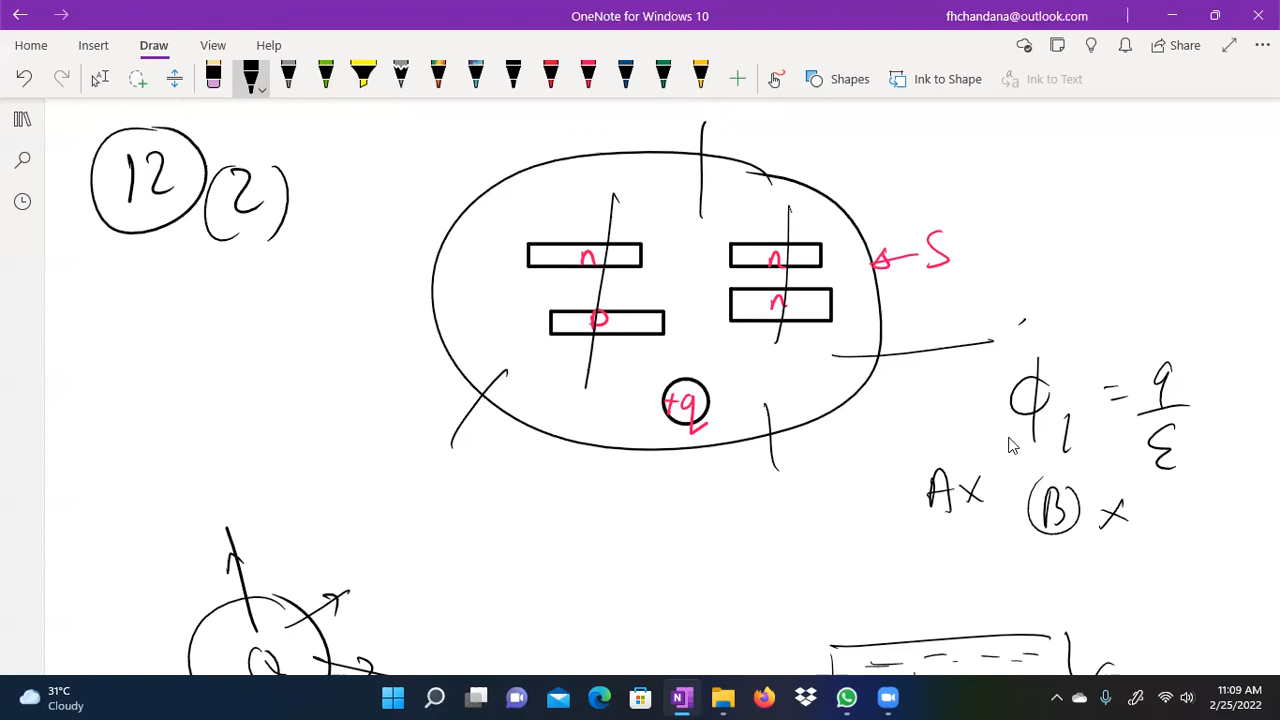 OneNote for Windows 10
fhchandana@outlook.com
Home Insert Draw View Help
Share
Shapes
Ink to Shape
Ink to Text
12 (2)
n
n
S
n
p
+q
ϕ₁ = q/ε
A× B ×
Q
31°C
Cloudy
11:09 AM
2/25/2022